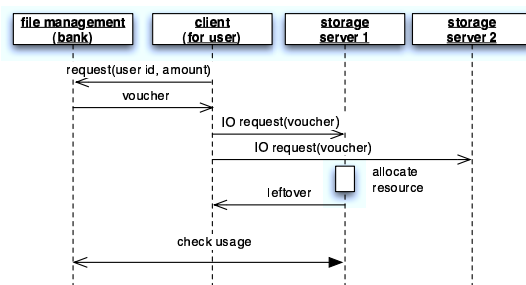 file management
(bank)
client
(for user)
storage
server 1
storage
server 2
request(user id, amount)
voucher
IO request(voucher)
IO request(voucher)
allocate
resource
leftover
check usage